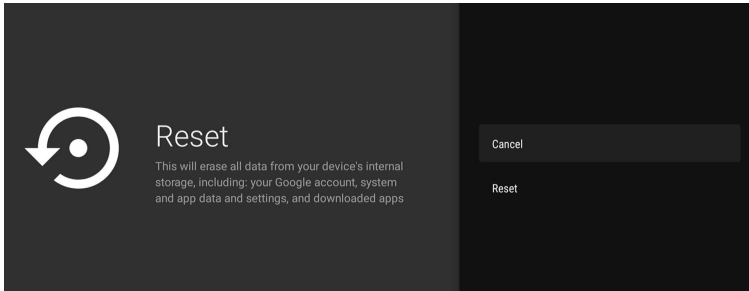 Reset
This will erase all data from your device's internal
storage, including: your Google account, system
and app data and settings, and downloaded apps
Cancel
Reset